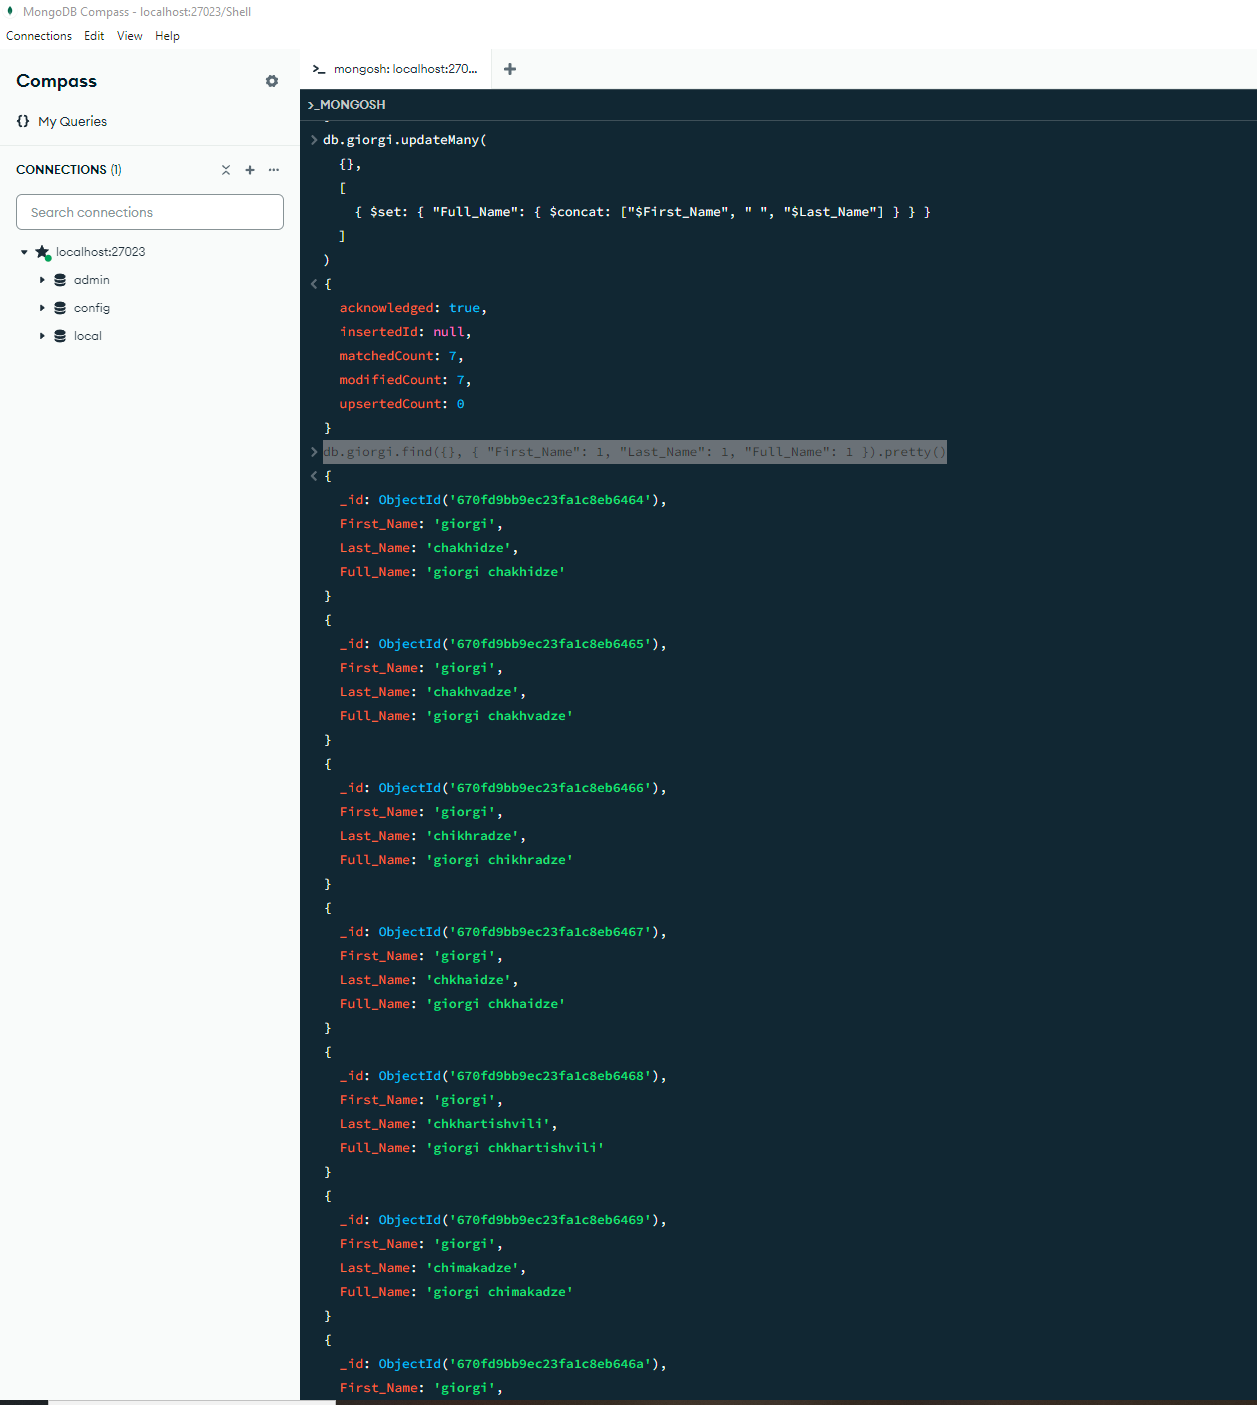 MongoDB Compass - localhost:27023/Shell
Connections Edit View Help
Compass
{} My Queries
CONNECTIONS (1)
Search connections
localhost:27023
admin
config
local
mongosh: localhost:270...
>_MONGOSH
> db.giorgi.updateMany(
{},
[
{ $set: { "Full_Name": { $concat: ["$First_Name", " ", "$Last_Name"] } } }
]
)
< {
acknowledged: true,
insertedId: null,
matchedCount: 7,
modifiedCount: 7,
upsertedCount: 0
}
> db.giorgi.find({}, { "First_Name": 1, "Last_Name": 1, "Full_Name": 1 }).pretty()
< {
_id: ObjectId('670fd9bb9ec23fa1c8eb6464'),
First_Name: 'giorgi',
Last_Name: 'chakhidze',
Full_Name: 'giorgi chakhidze'
}
{
_id: ObjectId('670fd9bb9ec23fa1c8eb6465'),
First_Name: 'giorgi',
Last_Name: 'chakhvadze',
Full_Name: 'giorgi chakhvadze'
}
{
_id: ObjectId('670fd9bb9ec23fa1c8eb6466'),
First_Name: 'giorgi',
Last_Name: 'chikhradze',
Full_Name: 'giorgi chikhradze'
}
{
_id: ObjectId('670fd9bb9ec23fa1c8eb6467'),
First_Name: 'giorgi',
Last_Name: 'chkhaidze',
Full_Name: 'giorgi chkhaidze'
}
{
_id: ObjectId('670fd9bb9ec23fa1c8eb6468'),
First_Name: 'giorgi',
Last_Name: 'chkhartishvili',
Full_Name: 'giorgi chkhartishvili'
}
{
_id: ObjectId('670fd9bb9ec23fa1c8eb6469'),
First_Name: 'giorgi',
Last_Name: 'chimakadze',
Full_Name: 'giorgi chimakadze'
}
{
_id: ObjectId('670fd9bb9ec23fa1c8eb646a'),
First_Name: 'giorgi',